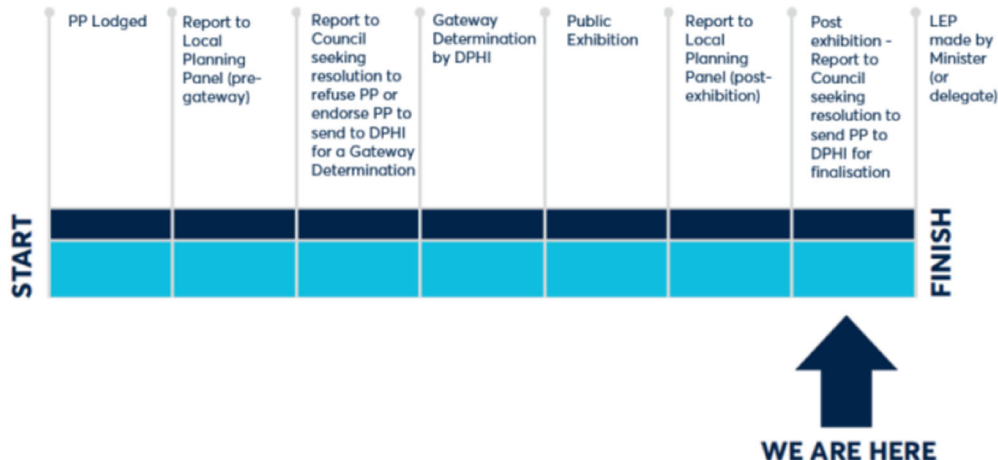 PP Lodged
Report to
Local
Planning
Panel (pre-
gateway)
Report to
Council
seeking
resolution to
refuse PP or
endorse PP to
send to DPHI
for a Gateway
Determination
Gateway
Determination
by DPHI
Public
Exhibition
Report to
Local
Planning
Panel (post-
exhibition)
Post
exhibition -
Report to
Council
seeking
resolution to
send PP to
DPHI for
finalisation
LEP
made by
Minister
(or
delegate)
START
FINISH
WE ARE HERE